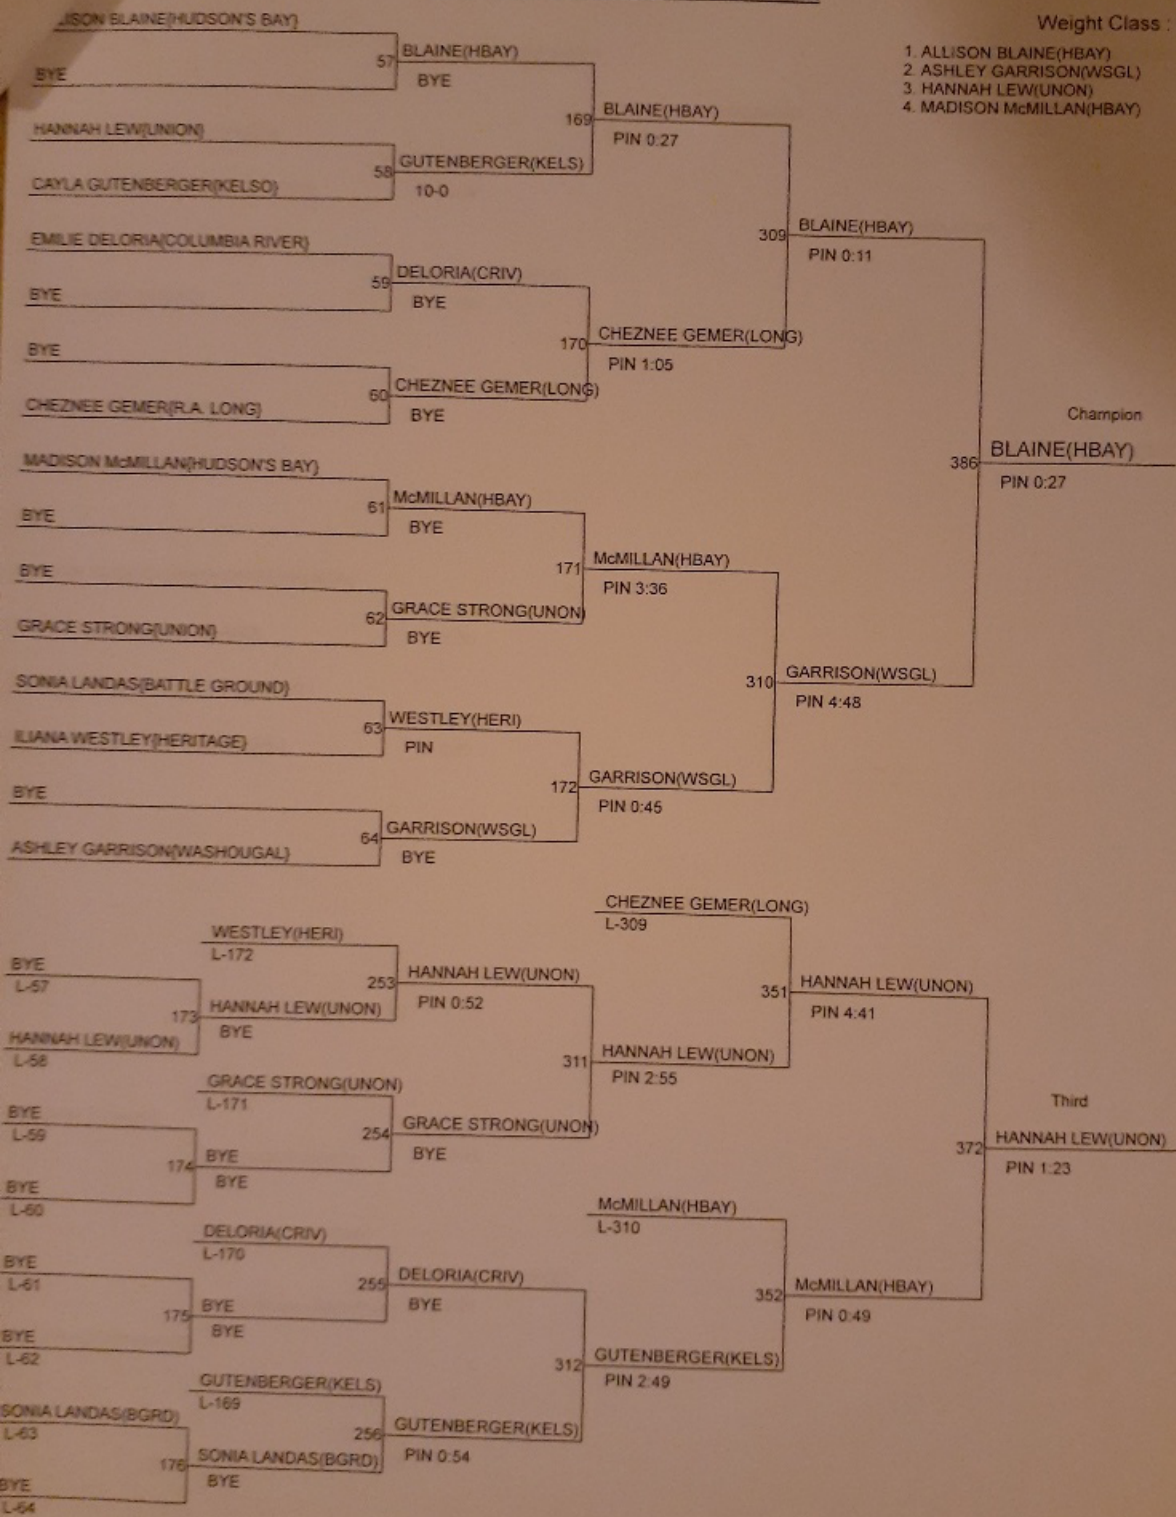 Weight Class :
1. ALLISON BLAINE(HBAY)
2. ASHLEY GARRISON(WSGL)
3. HANNAH LEW(UNON)
4. MADISON McMILLAN(HBAY)
BLAINE{HUDSON'S BAY}
57
BLAINE(HBAY)
BYE
BYE
169
BLAINE(HBAY)
PIN 0:27
HANNAH LEW{UNION}
58
GUTENBERGER(KELS)
10-0
CAYLA GUTENBERGER{KELSO}
309
BLAINE(HBAY)
PIN 0:11
EMILIE DELORIA{COLUMBIA RIVER}
59
DELORIA(CRIV)
BYE
BYE
170
CHEZNEE GEMER(LONG)
PIN 1:05
BYE
60
CHEZNEE GEMER(LONG)
BYE
CHEZNEE GEMER{R.A. LONG}
Champion
386
BLAINE(HBAY)
PIN 0:27
MADISON McMILLAN{HUDSON'S BAY}
61
McMILLAN(HBAY)
BYE
BYE
171
McMILLAN(HBAY)
PIN 3:36
BYE
62
GRACE STRONG(UNON)
BYE
GRACE STRONG{UNION}
310
GARRISON(WSGL)
PIN 4:48
SONIA LANDAS{BATTLE GROUND}
63
WESTLEY(HERI)
PIN
ILIANA WESTLEY{HERITAGE}
172
GARRISON(WSGL)
PIN 0:45
BYE
64
GARRISON(WSGL)
BYE
ASHLEY GARRISON{WASHOUGAL}
CHEZNEE GEMER(LONG)
L-309
WESTLEY(HERI)
L-172
BYE
L-57
253
HANNAH LEW(UNON)
PIN 0:52
351
HANNAH LEW(UNON)
PIN 4:41
173
HANNAH LEW(UNON)
BYE
HANNAH LEW(UNON)
L-58
311
HANNAH LEW(UNON)
PIN 2:55
GRACE STRONG(UNON)
L-171
BYE
L-59
254
GRACE STRONG(UNON)
BYE
174
BYE
BYE
BYE
L-60
Third
372
HANNAH LEW(UNON)
PIN 1:23
McMILLAN(HBAY)
L-310
DELORIA(CRIV)
L-170
BYE
L-61
255
DELORIA(CRIV)
BYE
352
McMILLAN(HBAY)
PIN 0:49
175
BYE
BYE
BYE
L-62
312
GUTENBERGER(KELS)
PIN 2:49
GUTENBERGER(KELS)
L-169
SONIA LANDAS(BGRD)
L-63
256
GUTENBERGER(KELS)
PIN 0:54
176
SONIA LANDAS(BGRD)
BYE
BYE
L-64